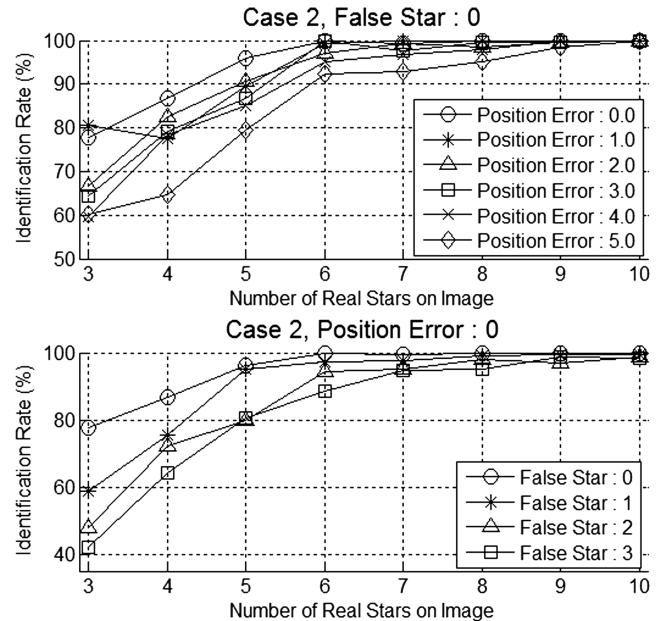 Case 2, False Star : 0
Identification Rate (%)
100
90
80
70
60
50
Position Error : 0.0
Position Error : 1.0
Position Error : 2.0
Position Error : 3.0
Position Error : 4.0
Position Error : 5.0
3 4 5 6 7 8 9 10
Number of Real Stars on Image
Case 2, Position Error : 0
Identification Rate (%)
100
80
60
40
False Star : 0
False Star : 1
False Star : 2
False Star : 3
3 4 5 6 7 8 9 10
Number of Real Stars on Image